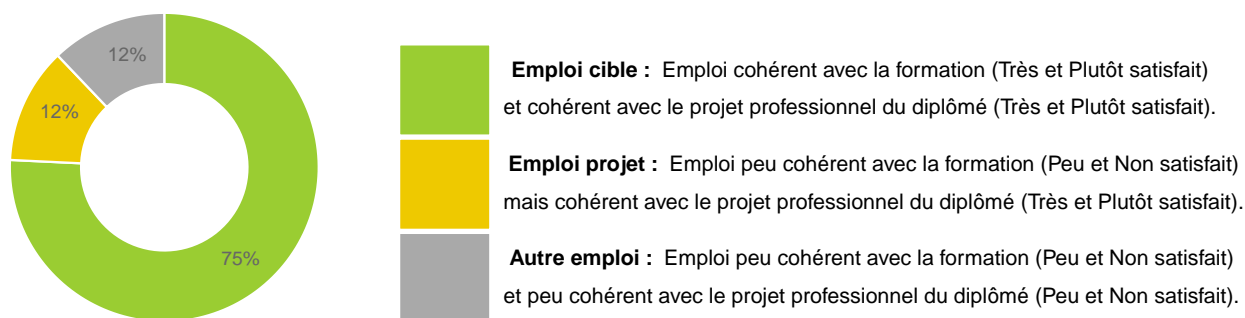 12%
12%
75%
Emploi cible : Emploi cohérent avec la formation (Très et Plutôt satisfait)
et cohérent avec le projet professionnel du diplômé (Très et Plutôt satisfait).
Emploi projet : Emploi peu cohérent avec la formation (Peu et Non satisfait)
mais cohérent avec le projet professionnel du diplômé (Très et Plutôt satisfait).
Autre emploi : Emploi peu cohérent avec la formation (Peu et Non satisfait)
et peu cohérent avec le projet professionnel du diplômé (Peu et Non satisfait).